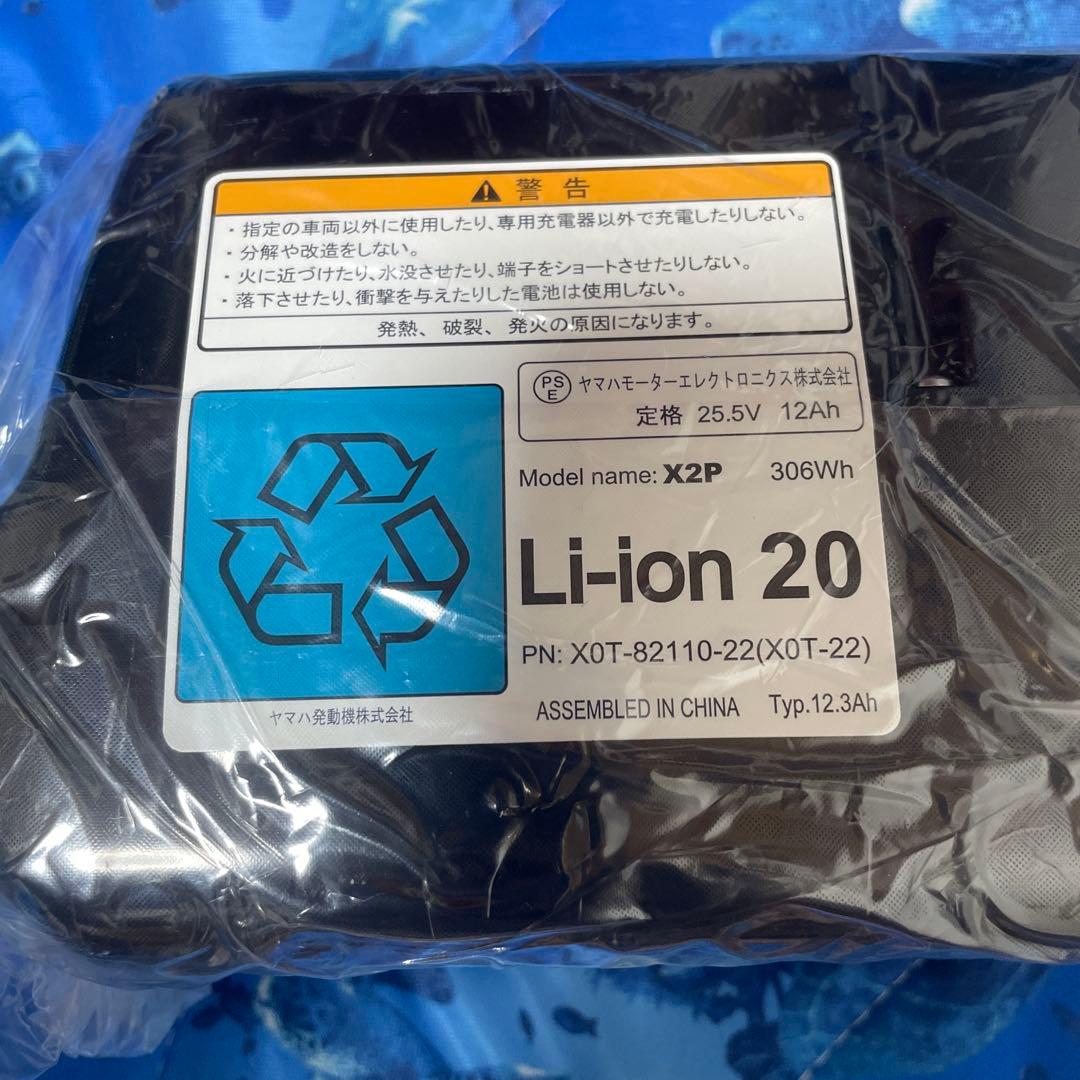 警告
・指定の車両以外に使用したり、専用充電器以外で充電したりしない。
・分解や改造をしない。
・火に近づけたり、水没させたり、端子をショートさせたりしない。
・落下させたり、衝撃を与えたりした電池は使用しない。
発熱、破裂、発火の原因になります。
PS E ヤマハモーターエレクトロニクス株式会社
定格 25.5V 12Ah
Model name: X2P 306Wh
Li-ion 20
PN: X0T-82110-22(X0T-22)
ASSEMBLED IN CHINA Typ.12.3Ah
ヤマハ発動機株式会社